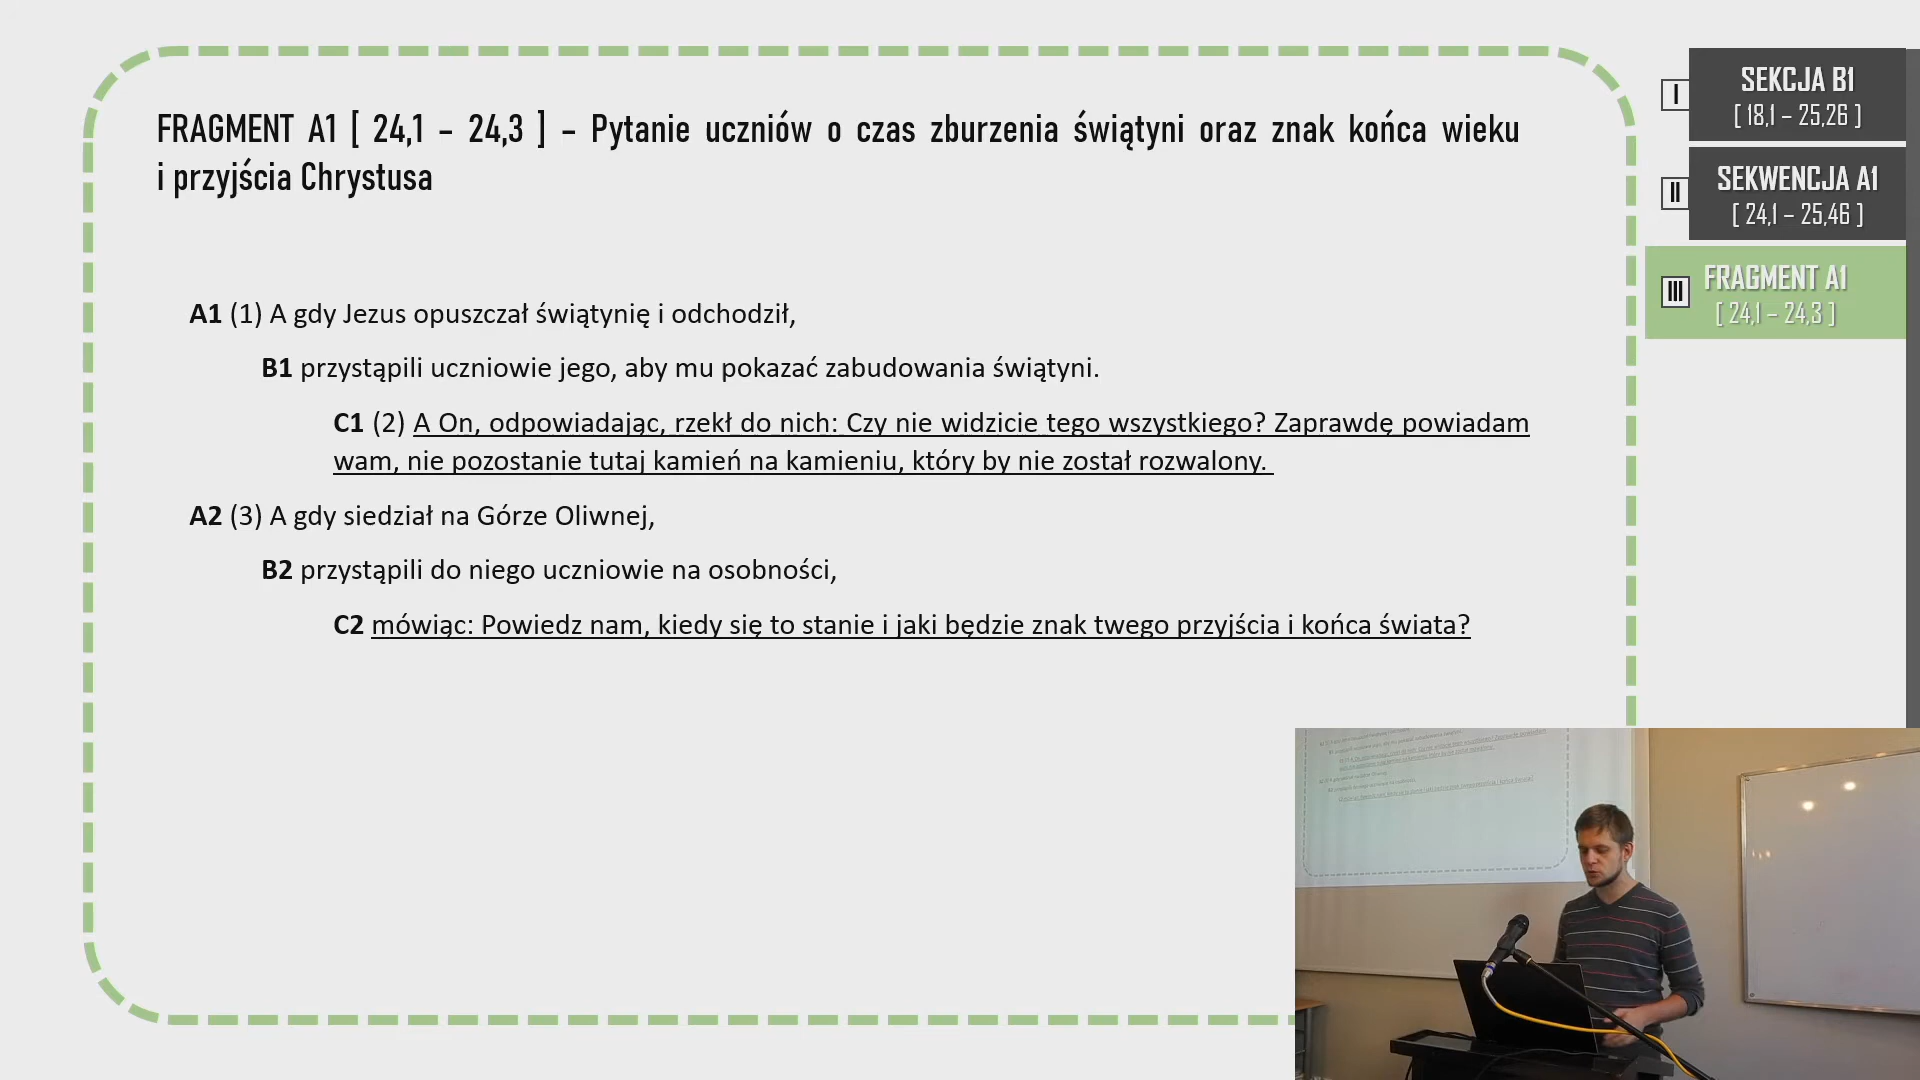 FRAGMENT A1 [ 24,1 – 24,3 ] – Pytanie uczniów o czas zburzenia świątyni oraz znak końca wieku
i przyjścia Chrystusa
A1 (1) A gdy Jezus opuszczał świątynię i odchodził,
B1 przystąpili uczniowie jego, aby mu pokazać zabudowania świątyni.
C1 (2) A On, odpowiadając, rzekł do nich: Czy nie widzicie tego wszystkiego? Zaprawdę powiadam
wam, nie pozostanie tutaj kamień na kamieniu, który by nie został rozwalony.
A2 (3) A gdy siedział na Górze Oliwnej,
B2 przystąpili do niego uczniowie na osobności,
C2 mówiąc: Powiedz nam, kiedy się to stanie i jaki będzie znak twego przyjścia i końca świata?
I
SEKCJA B1
[ 18,1 – 25,26 ]
II
SEKWENCJA A1
[ 24,1 – 25,46 ]
III
FRAGMENT A1
[ 24,1 – 24,3 ]